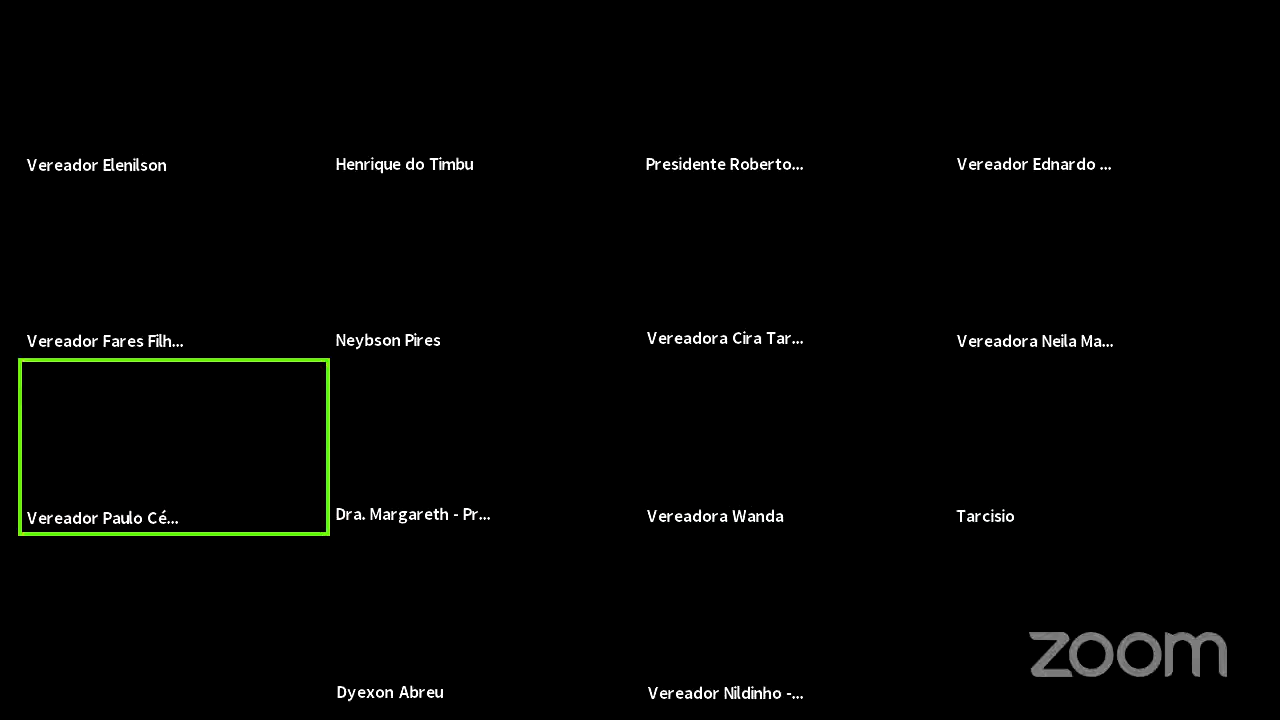 Vereador Elenilson
Henrique do Timbu
Presidente Roberto...
Vereador Ednardo ...
Vereador Fares Filh...
Neybson Pires
Vereadora Cira Tar...
Vereadora Neila Ma...
Vereador Paulo Cé...
Dra. Margareth - Pr...
Vereadora Wanda
Tarcisio
Dyexon Abreu
Vereador Nildinho -...
zoom